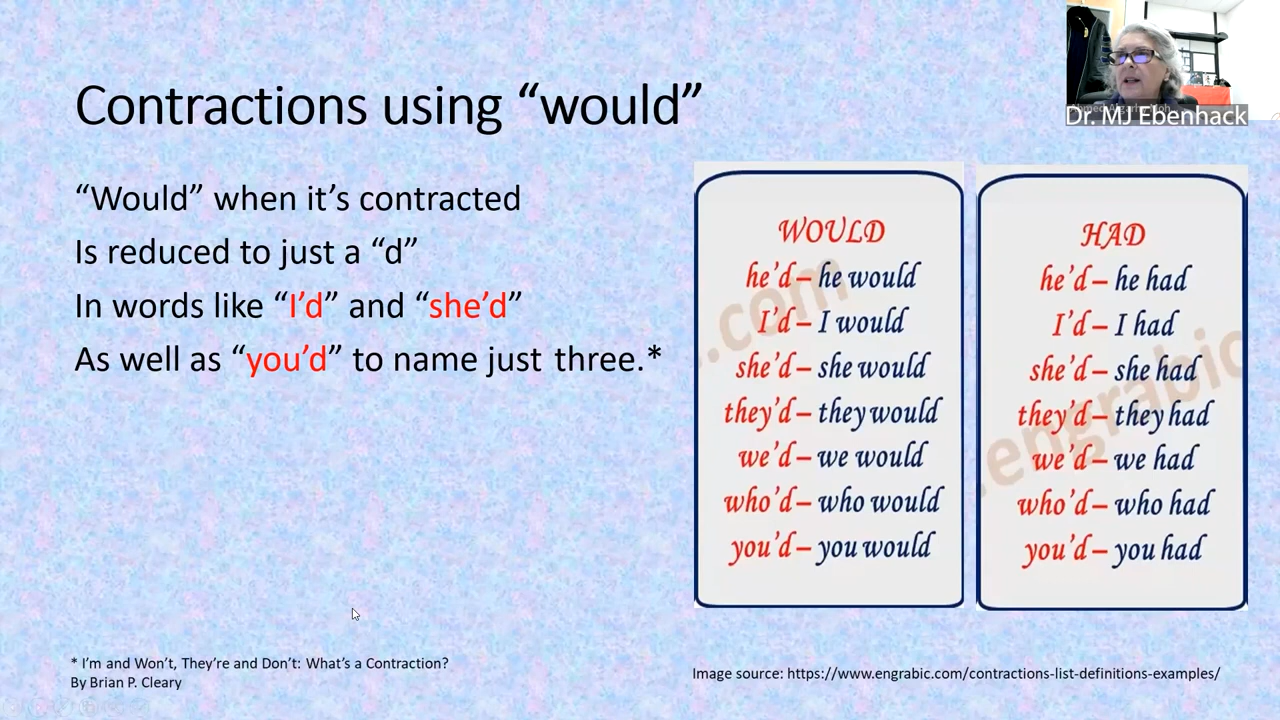 Contractions using “would”
“Would” when it’s contracted
Is reduced to just a “d”
In words like “I’d” and “she’d”
As well as “you’d” to name just three.*
WOULD
he’d – he would
I’d – I would
she’d – she would
they’d – they would
we’d – we would
who’d – who would
you’d – you would
HAD
he’d – he had
I’d – I had
she’d – she had
they’d – they had
we’d – we had
who’d – who had
you’d – you had
* I’m and Won’t, They’re and Don’t: What’s a Contraction?
By Brian P. Cleary
Image source: https://www.engrabic.com/contractions-list-definitions-examples/
Dr. MJ Ebenhack
.com
.engrabic